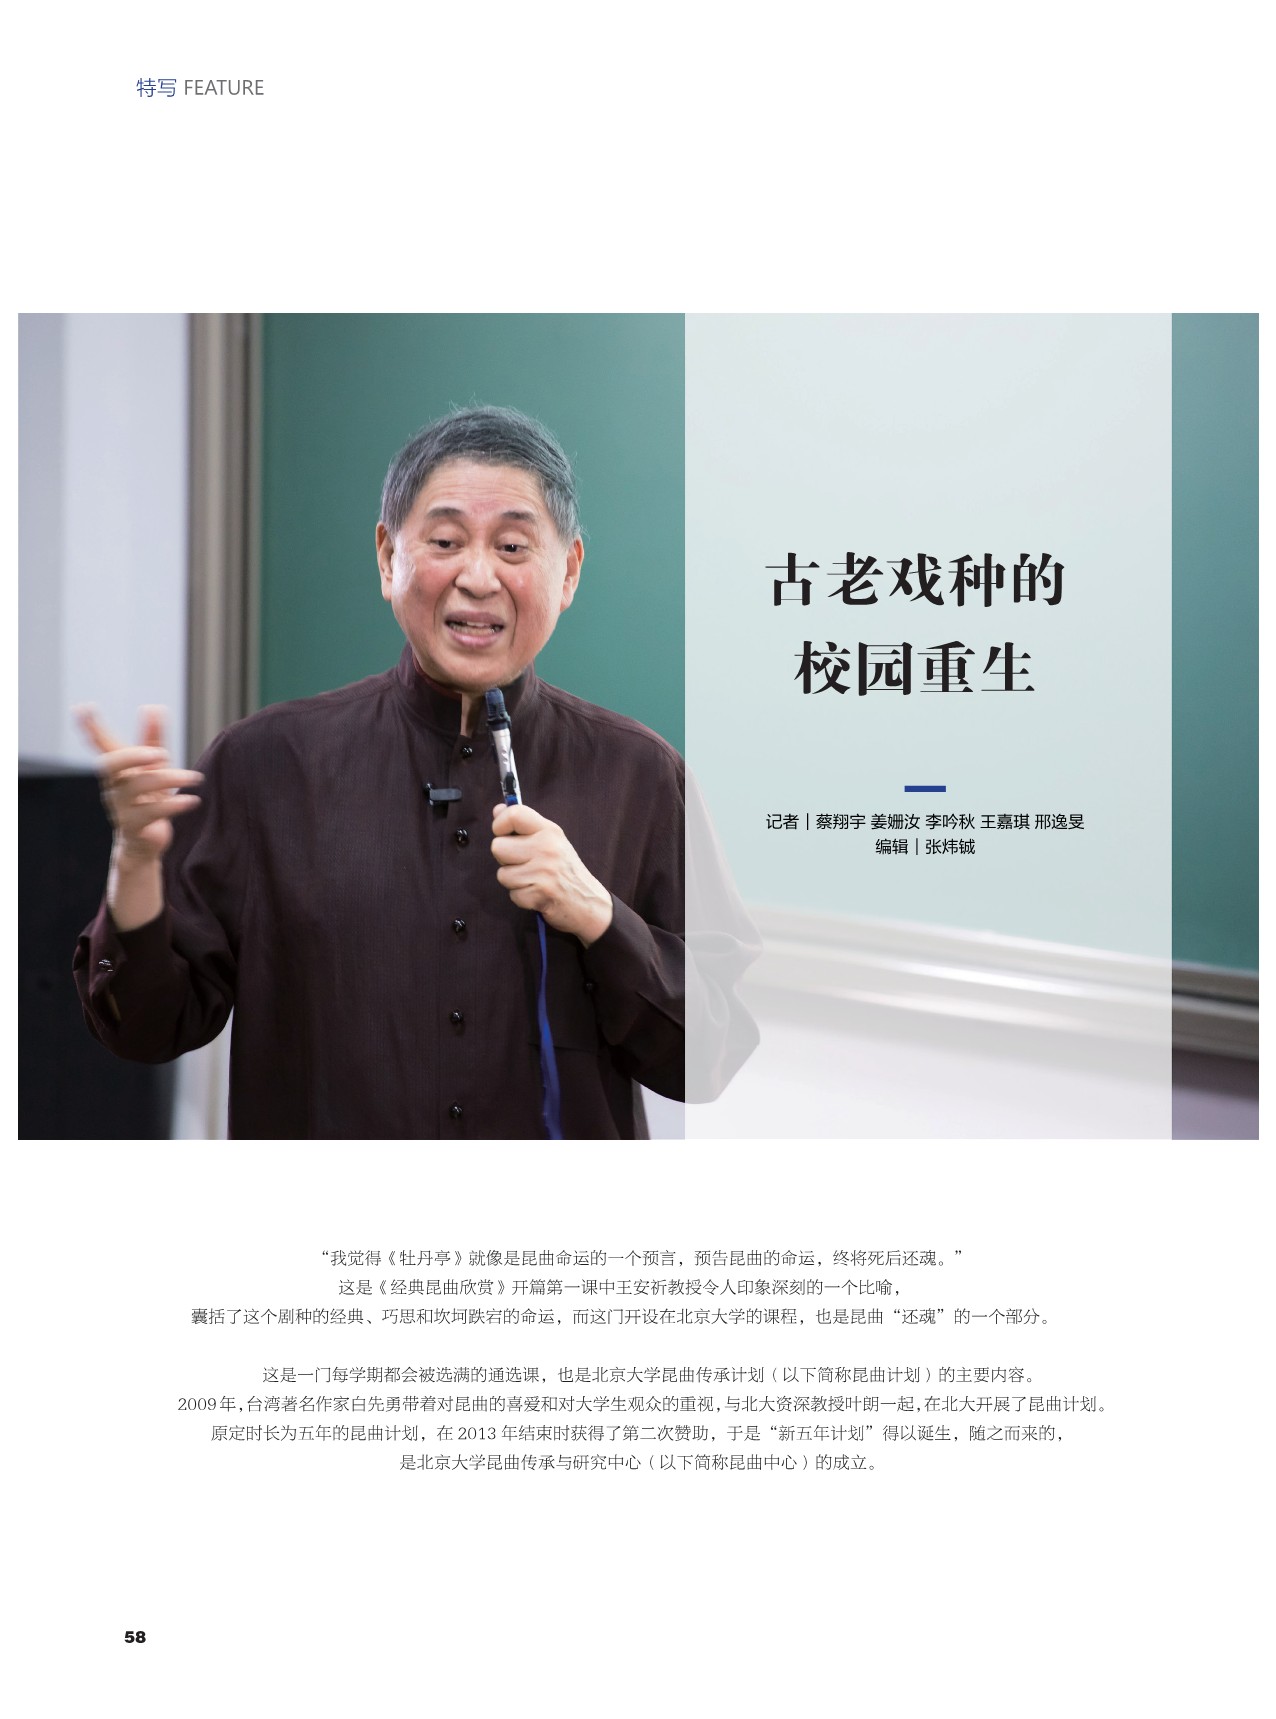 特写 FEATURE
古老戏种的
校园重生
记者｜蔡翔宇 姜姗汝 李吟秋 王嘉琪 邢逸旻
编辑｜张炜铖
“我觉得《牡丹亭》就像是昆曲命运的一个预言，预告昆曲的命运，终将死后还魂。”
这是《经典昆曲欣赏》开篇第一课中王安祈教授令人印象深刻的一个比喻，
囊括了这个剧种的经典、巧思和坎坷跌宕的命运，而这门开设在北京大学的课程，也是昆曲“还魂”的一个部分。
这是一门每学期都会被选满的通选课，也是北京大学昆曲传承计划（以下简称昆曲计划）的主要内容。
2009年，台湾著名作家白先勇带着对昆曲的喜爱和对大学生观众的重视，与北大资深教授叶朗一起，在北大开展了昆曲计划。
原定时长为五年的昆曲计划，在 2013 年结束时获得了第二次赞助，于是“新五年计划”得以诞生，随之而来的，
是北京大学昆曲传承与研究中心（以下简称昆曲中心）的成立。
58